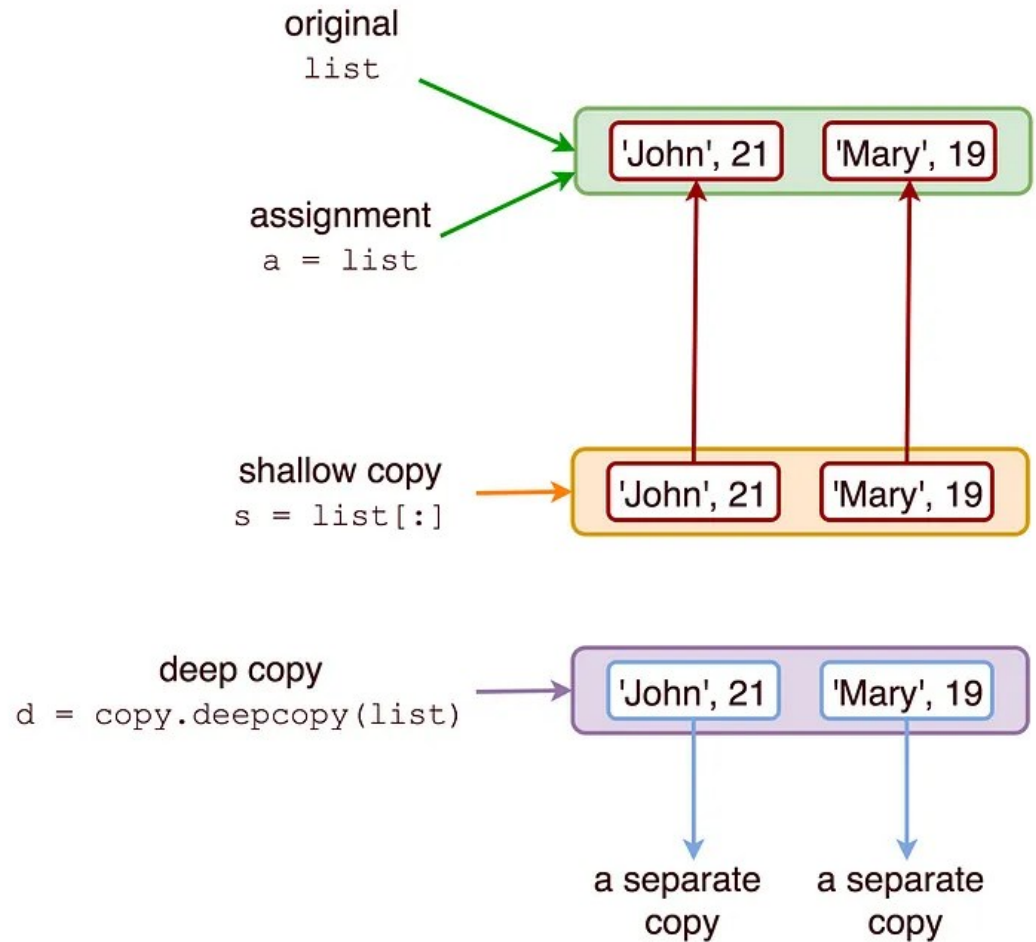 original
list
'John', 21
'Mary', 19
assignment
a = list
shallow copy
s = list[:]
'John', 21
'Mary', 19
deep copy
d = copy.deepcopy(list)
'John', 21
'Mary', 19
a separate
copy
a separate
copy